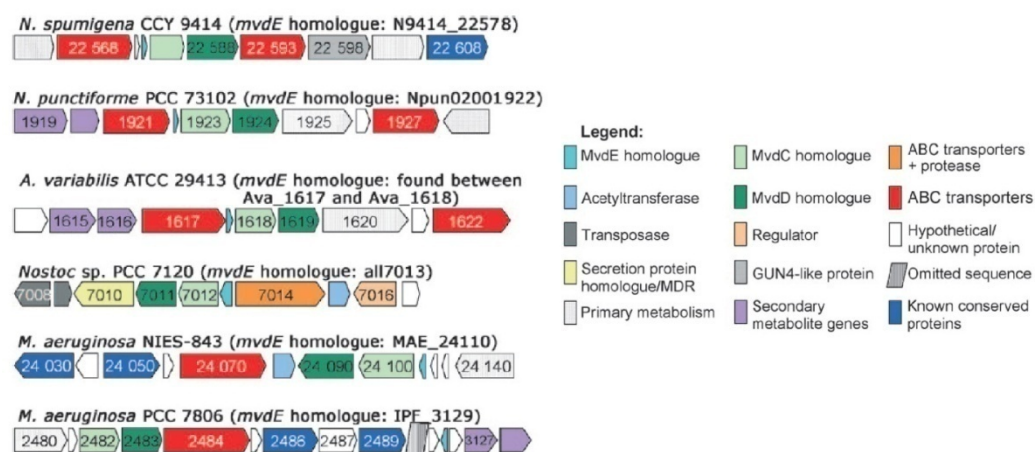 N. spumigena CCY 9414 (mvdE homologue: N9414_22578)
22 568 22 588 22 593 22 598 22 608
N. punctiforme PCC 73102 (mvdE homologue: Npun02001922)
1919 1921 1923 1924 1925 1927
A. variabilis ATCC 29413 (mvdE homologue: found between
Ava_1617 and Ava_1618)
1615 1616 1617 1618 1619 1620 1622
Nostoc sp. PCC 7120 (mvdE homologue: all7013)
7008 7010 7011 7012 7014 7016
M. aeruginosa NIES-843 (mvdE homologue: MAE_24110)
24 030 24 050 24 070 24 090 24 100 24 140
M. aeruginosa PCC 7806 (mvdE homologue: IPF_3129)
2480 2482 2483 2484 2486 2487 2489 3127
Legend:
MvdE homologue
Acetyltransferase
Transposase
Secretion protein
homologue/MDR
Primary metabolism
MvdC homologue
MvdD homologue
Regulator
GUN4-like protein
Secondary
metabolite genes
ABC transporters
+ protease
ABC transporters
Hypothetical/
unknown protein
Omitted sequence
Known conserved
proteins